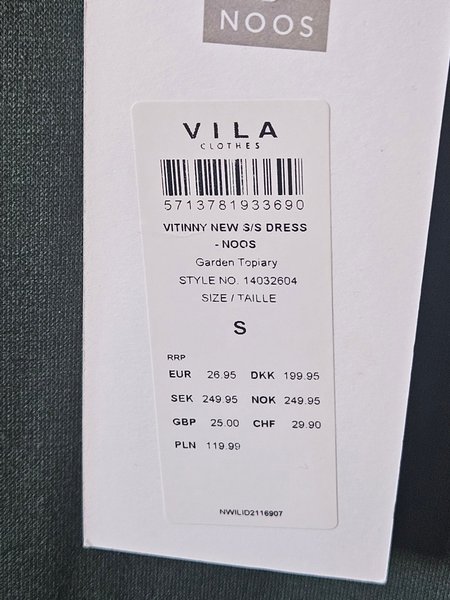 NOOS
VILA
CLOTHES
5713781933690
VITINNY NEW S/S DRESS
- NOOS
Garden Topiary
STYLE NO. 14032604
SIZE / TAILLE
S
RRP
EUR 26.95 DKK 199.95
SEK 249.95 NOK 249.95
GBP 25.00 CHF 29.90
PLN 119.99
NWILID2116907